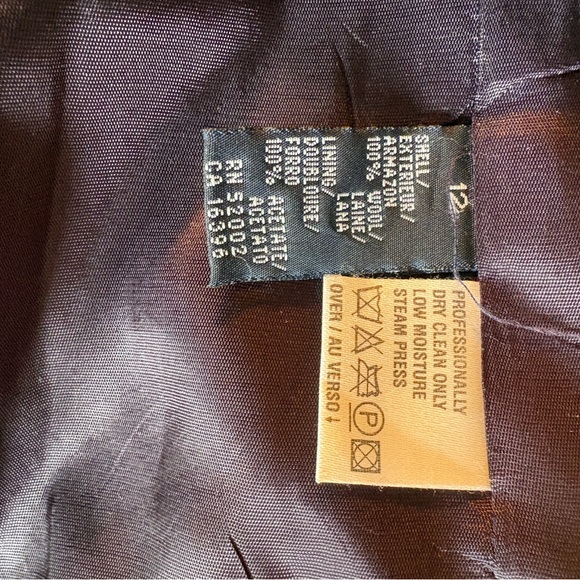 12
SHELL/
EXTERIEUR/
ARMAZON
100% WOOL/
LAINE/
LANA
LINING/
DOUBLOURE/
FORRO
100% ACETATE/
ACETATO
RN 52002
CA 16396
PROFESSIONALLY
DRY CLEAN ONLY
LOW MOISTURE
STEAM PRESS
P
OVER / AU VERSO